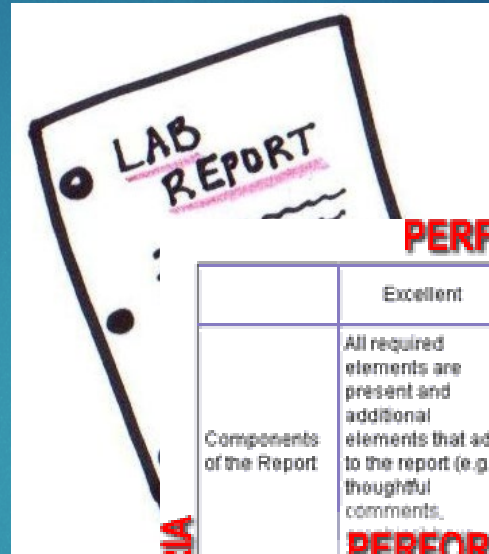 LAB
REPORT
PERF
Excellent
Components
of the Report
All required
elements are
present and
additional
elements that ad
to the report (e.g.
thoughtful
comments,
PERFOR
IA